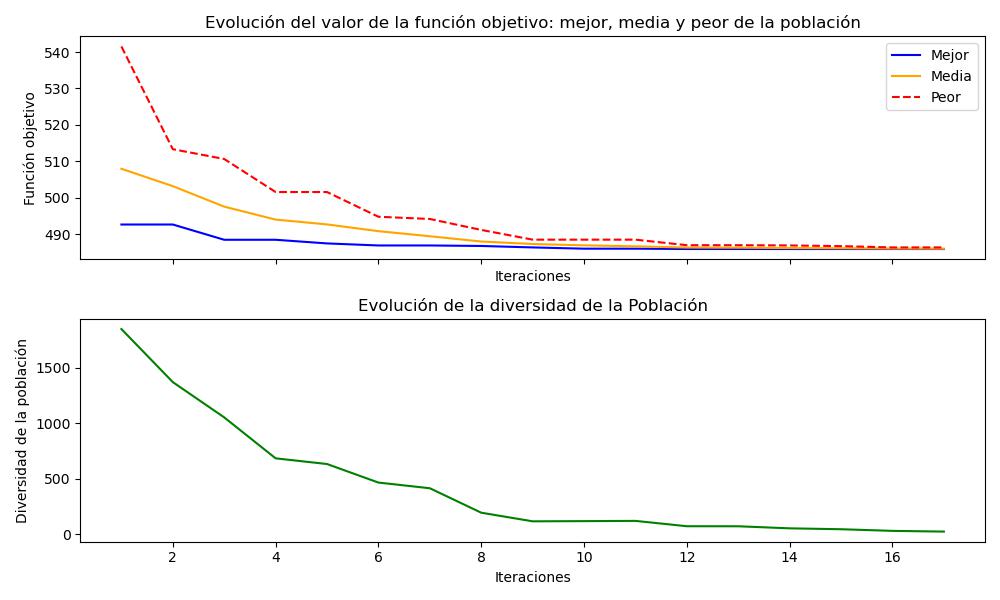 Evolución del valor de la función objetivo: mejor, media y peor de la población
540
530
520
510
500
490
Función objetivo
Mejor
Media
Peor
Iteraciones
Evolución de la diversidad de la Población
1500
1000
500
0
Diversidad de la población
2 4 6 8 10 12 14 16
Iteraciones